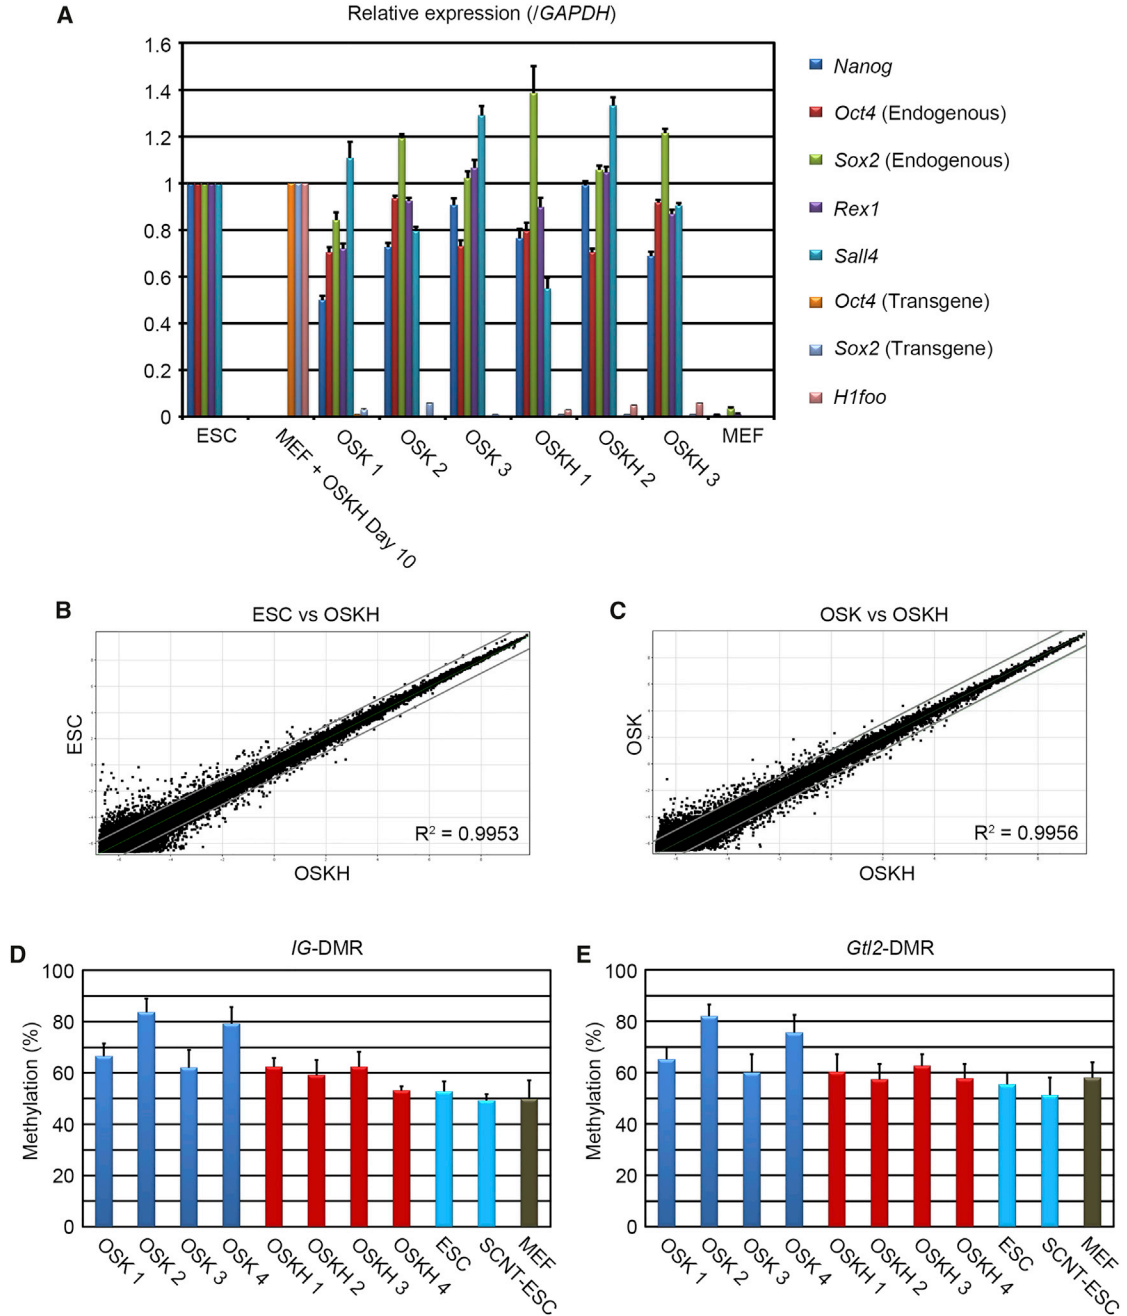 A
Relative expression (/GAPDH)
1.6
1.4
1.2
1
0.8
0.6
0.4
0.2
0
ESC
MEF + OSKH Day 10
OSK 1
OSK 2
OSK 3
OSKH 1
OSKH 2
OSKH 3
MEF
Nanog
Oct4 (Endogenous)
Sox2 (Endogenous)
Rex1
Sall4
Oct4 (Transgene)
Sox2 (Transgene)
H1foo
B
ESC vs OSKH
ESC
R² = 0.9953
OSKH
C
OSK vs OSKH
OSK
R² = 0.9956
OSKH
D
IG-DMR
Methylation (%)
100
80
60
40
20
0
OSK 1
OSK 2
OSK 3
OSK 4
OSKH 1
OSKH 2
OSKH 3
OSKH 4
ESC
SCNT-ESC
MEF
E
Gtl2-DMR
Methylation (%)
100
80
60
40
20
0
OSK 1
OSK 2
OSK 3
OSK 4
OSKH 1
OSKH 2
OSKH 3
OSKH 4
ESC
SCNT-ESC
MEF